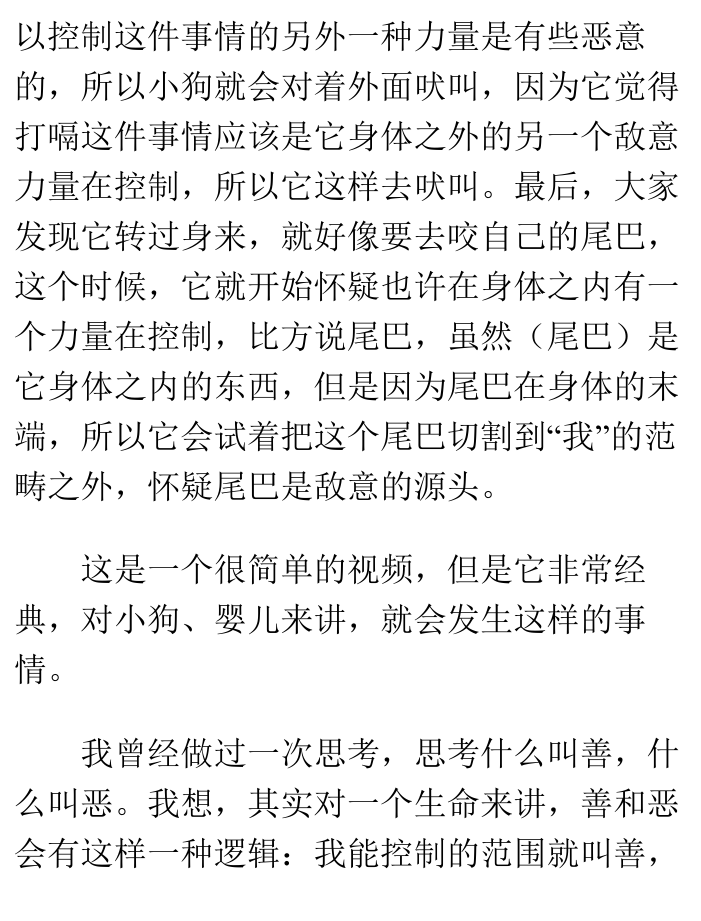 以控制这件事情的另外一种力量是有些恶意
的，所以小狗就会对着外面吠叫，因为它觉得
打嗝这件事情应该是它身体之外的另一个敌意
力量在控制，所以它这样去吠叫。最后，大家
发现它转过身来，就好像要去咬自己的尾巴，
这个时候，它就开始怀疑也许在身体之内有一
个力量在控制，比方说尾巴，虽然（尾巴）是
它身体之内的东西，但是因为尾巴在身体的末
端，所以它会试着把这个尾巴切割到“我”的范
畴之外，怀疑尾巴是敌意的源头。
这是一个很简单的视频，但是它非常经
典，对小狗、婴儿来讲，就会发生这样的事
情。
我曾经做过一次思考，思考什么叫善，什
么叫恶。我想，其实对一个生命来讲，善和恶
会有这样一种逻辑：我能控制的范围就叫善，